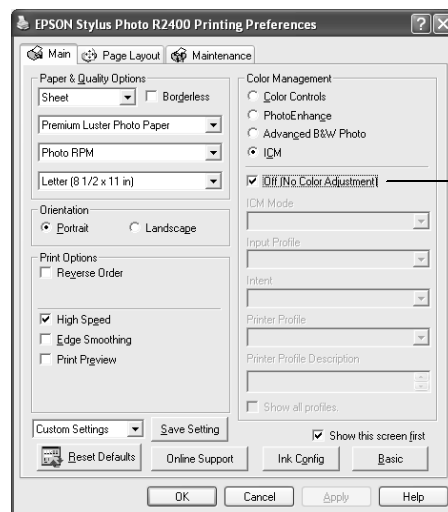 EPSON Stylus Photo R2400 Printing Preferences
Main
Page Layout
Maintenance
Paper & Quality Options
Sheet
Borderless
Premium Luster Photo Paper
Photo RPM
Letter (8 1/2 x 11 in)
Orientation
Portrait
Landscape
Print Options
Reverse Order
High Speed
Edge Smoothing
Print Preview
Color Management
Color Controls
PhotoEnhance
Advanced B&W Photo
ICM
Off (No Color Adjustment)
ICM Mode
Input Profile
Intent
Printer Profile
Printer Profile Description
Show all profiles.
Custom Settings
Save Setting
Show this screen first
Reset Defaults
Online Support
Ink Config
Basic
OK
Cancel
Apply
Help